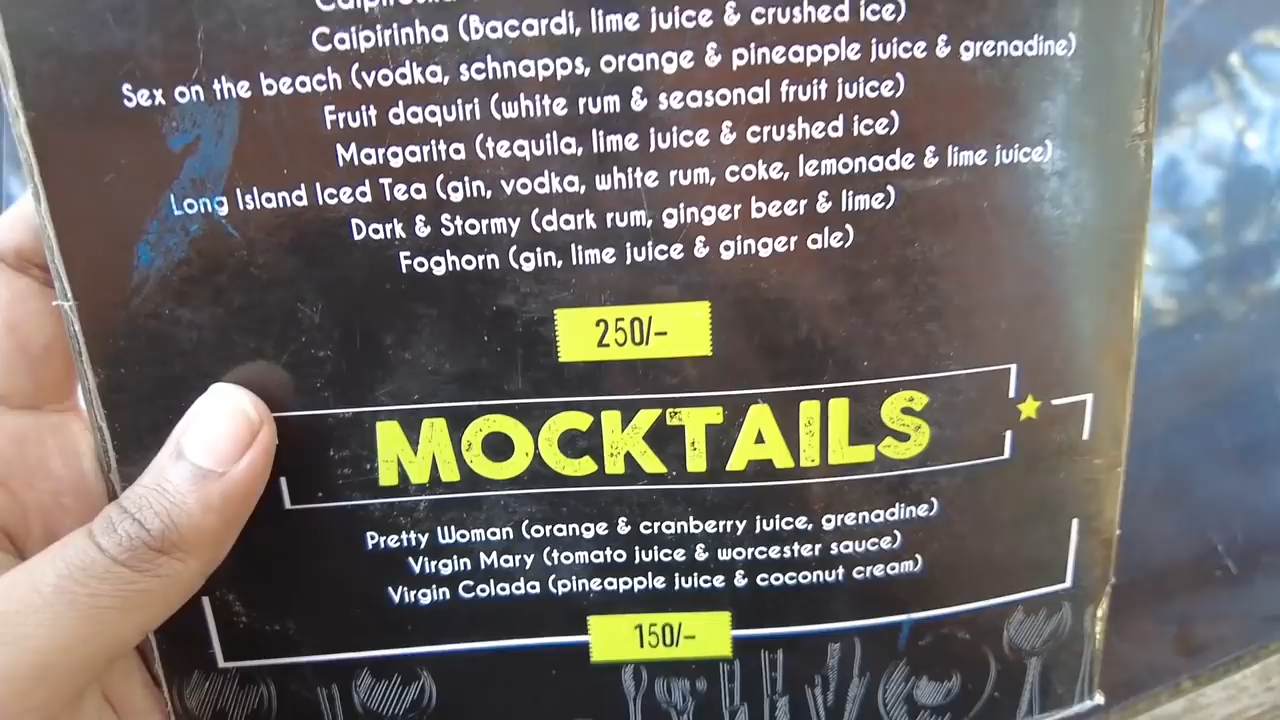 Caipirinha (Bacardi, lime juice & crushed ice)
Sex on the beach (vodka, schnapps, orange & pineapple juice & grenadine)
Fruit daquiri (white rum & seasonal fruit juice)
Margarita (tequila, lime juice & crushed ice)
Long Island Iced Tea (gin, vodka, white rum, coke, lemonade & lime juice)
Dark & Stormy (dark rum, ginger beer & lime)
Foghorn (gin, lime juice & ginger ale)
250/-
MOCKTAILS
Pretty Woman (orange & cranberry juice, grenadine)
Virgin Mary (tomato juice & worcester sauce)
Virgin Colada (pineapple juice & coconut cream)
150/-